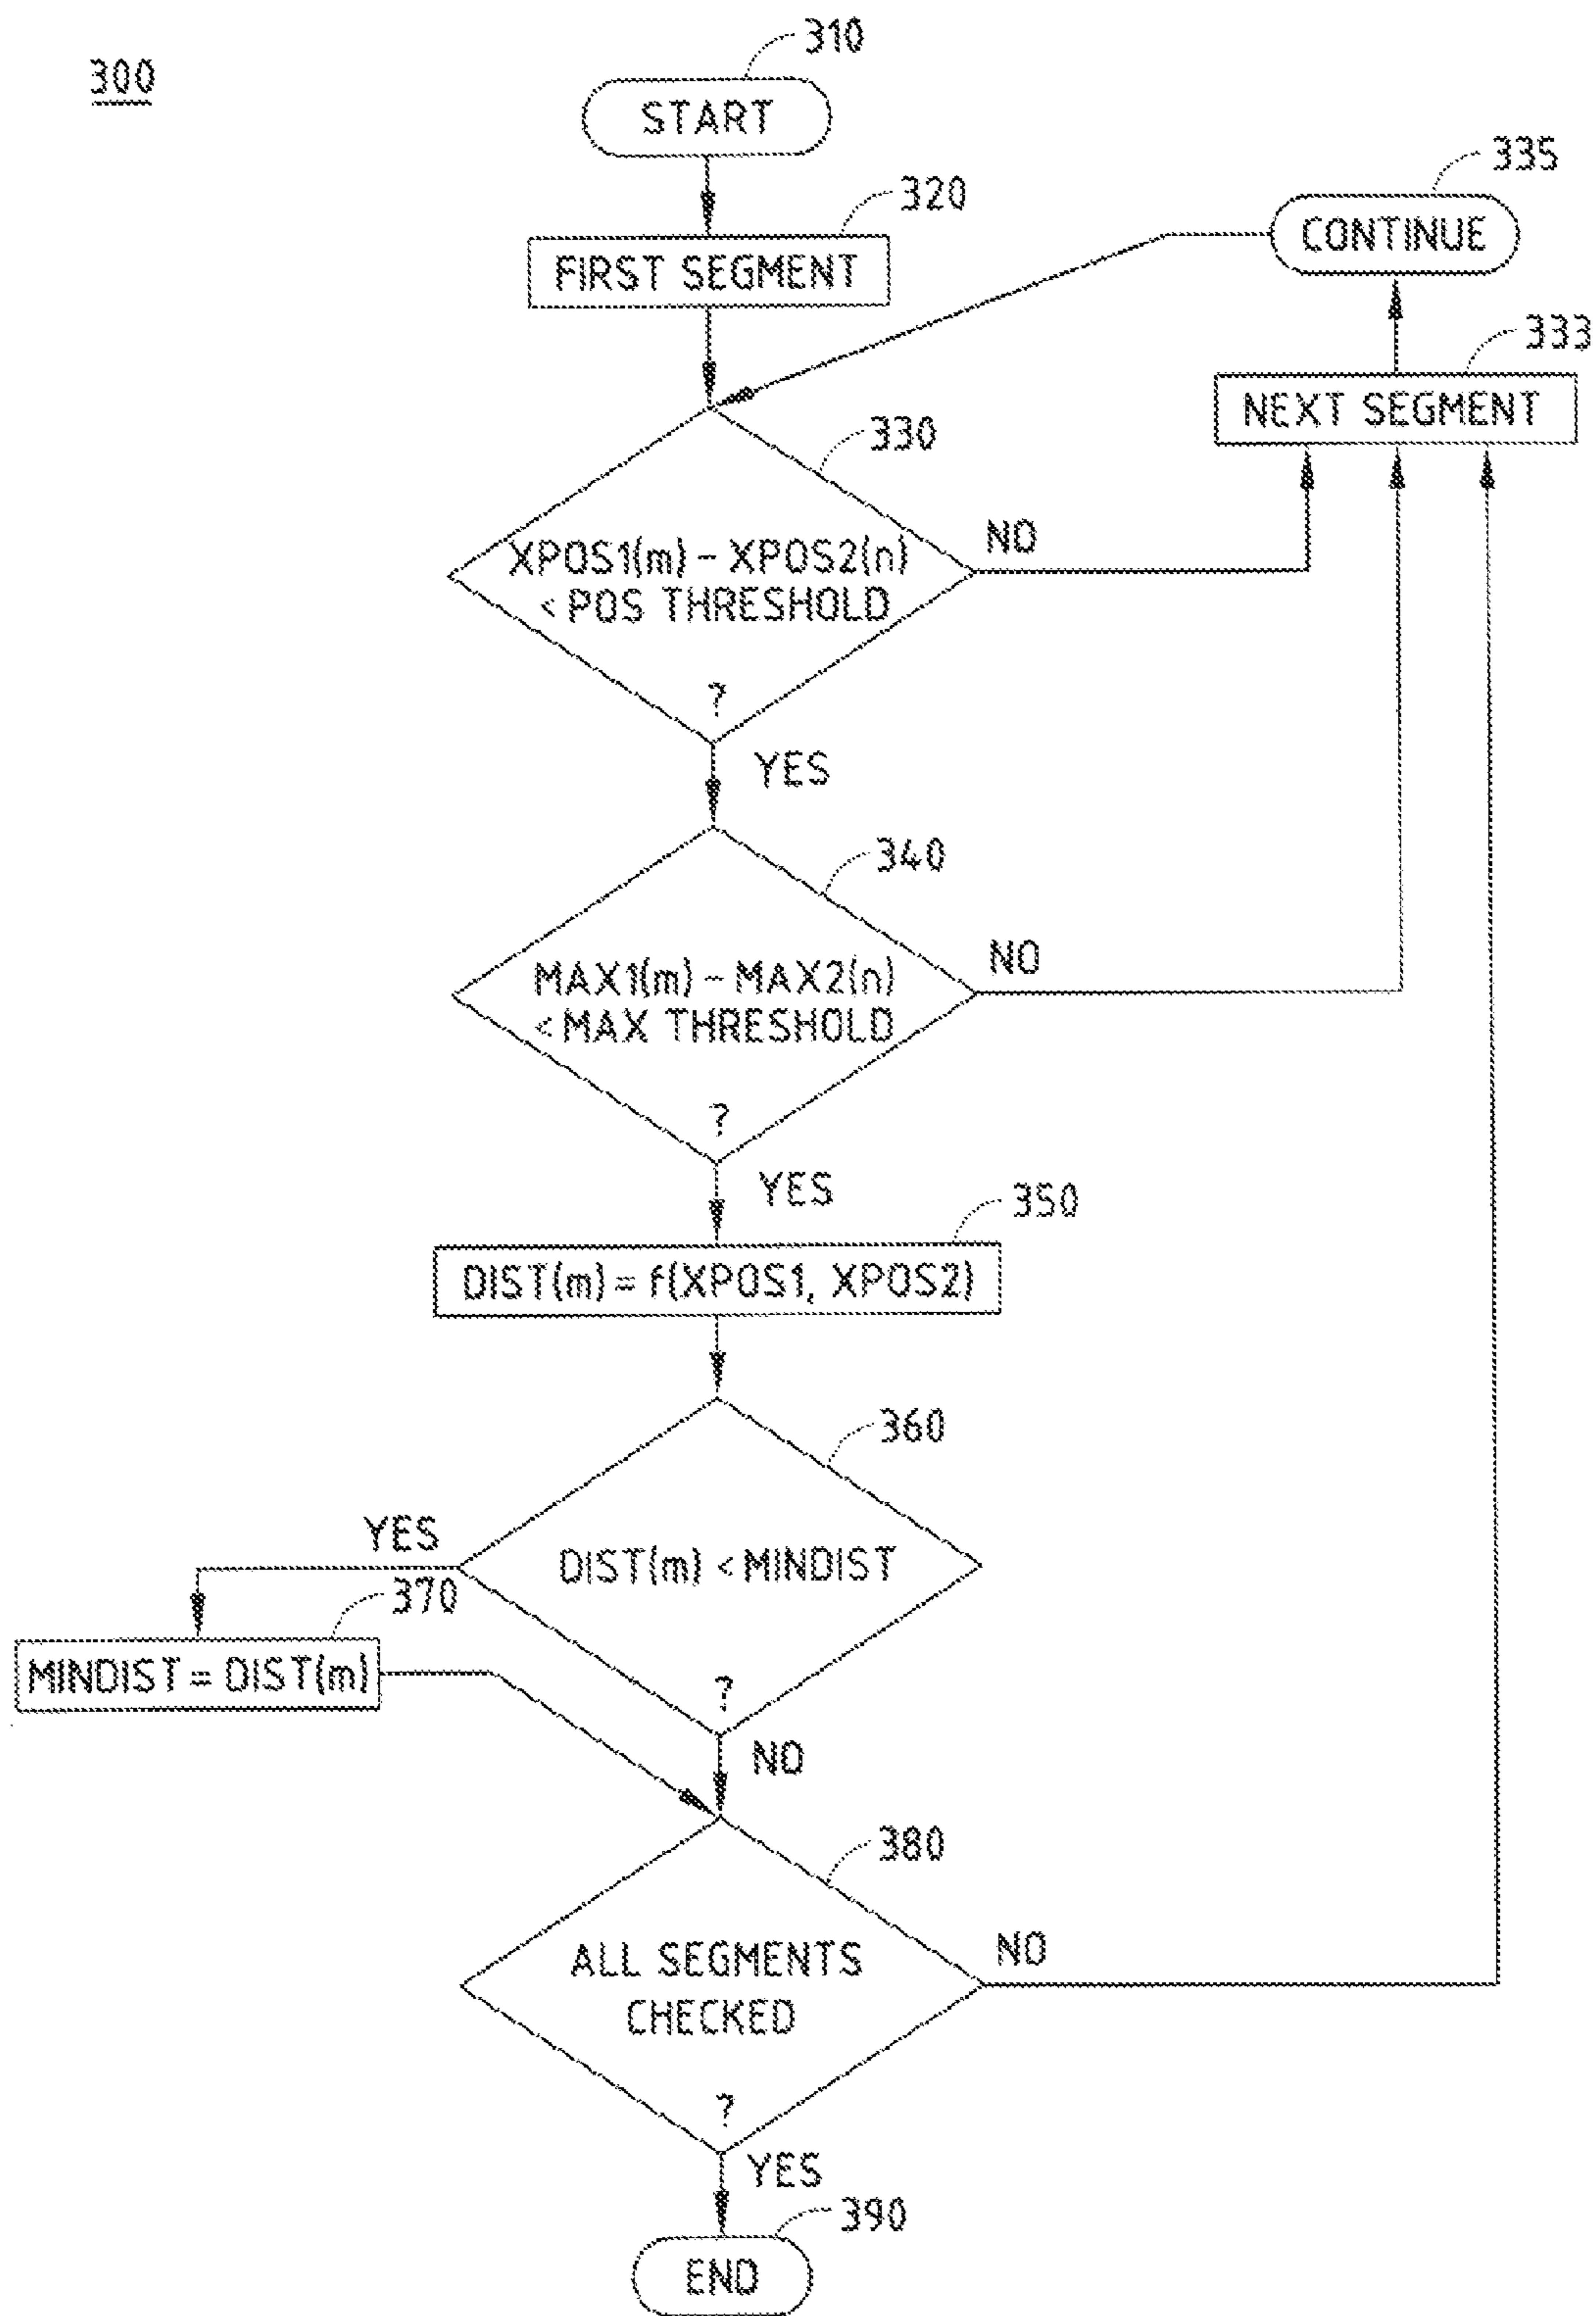 310
300
START
335
320
CONTINUE
FIRST SEGMENT
333
NEXT SEGMENT
330
XPOS1(m) - XPOS2(n)
< POS THRESHOLD
?
NO
YES
340
MAX1(m) - MAX2(n)
< MAX THRESHOLD
?
NO
YES
350
DIST(m) = f(XPOS1, XPOS2)
360
YES
DIST(m) < MINDIST
?
370
MINDIST = DIST(m)
NO
380
ALL SEGMENTS
CHECKED
?
NO
YES
390
END